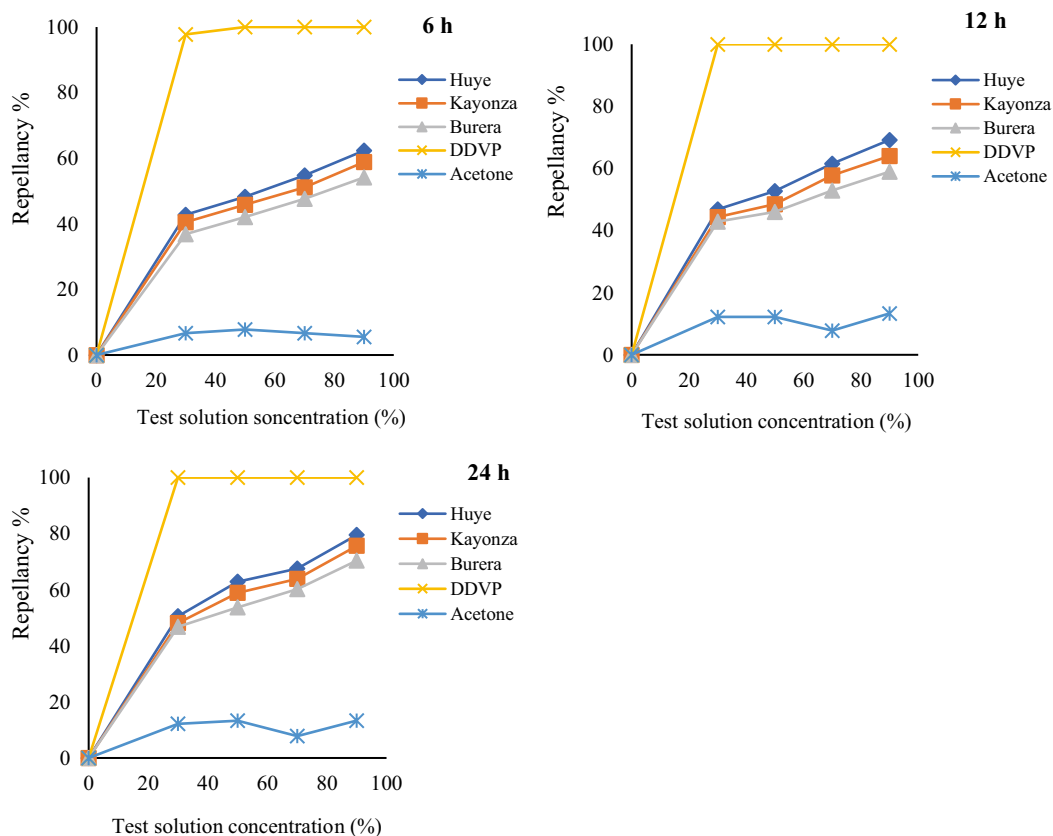 6 h
Repellancy %
100
80
60
40
20
0
0 20 40 60 80 100
Test solution soncentration (%)
Huye
Kayonza
Burera
DDVP
Acetone
12 h
Repellancy %
100
80
60
40
20
0
0 20 40 60 80 100
Test solution concentration (%)
Huye
Kayonza
Burera
DDVP
Acetone
24 h
Repellancy %
100
80
60
40
20
0
0 20 40 60 80 100
Test solution concentration (%)
Huye
Kayonza
Burera
DDVP
Acetone